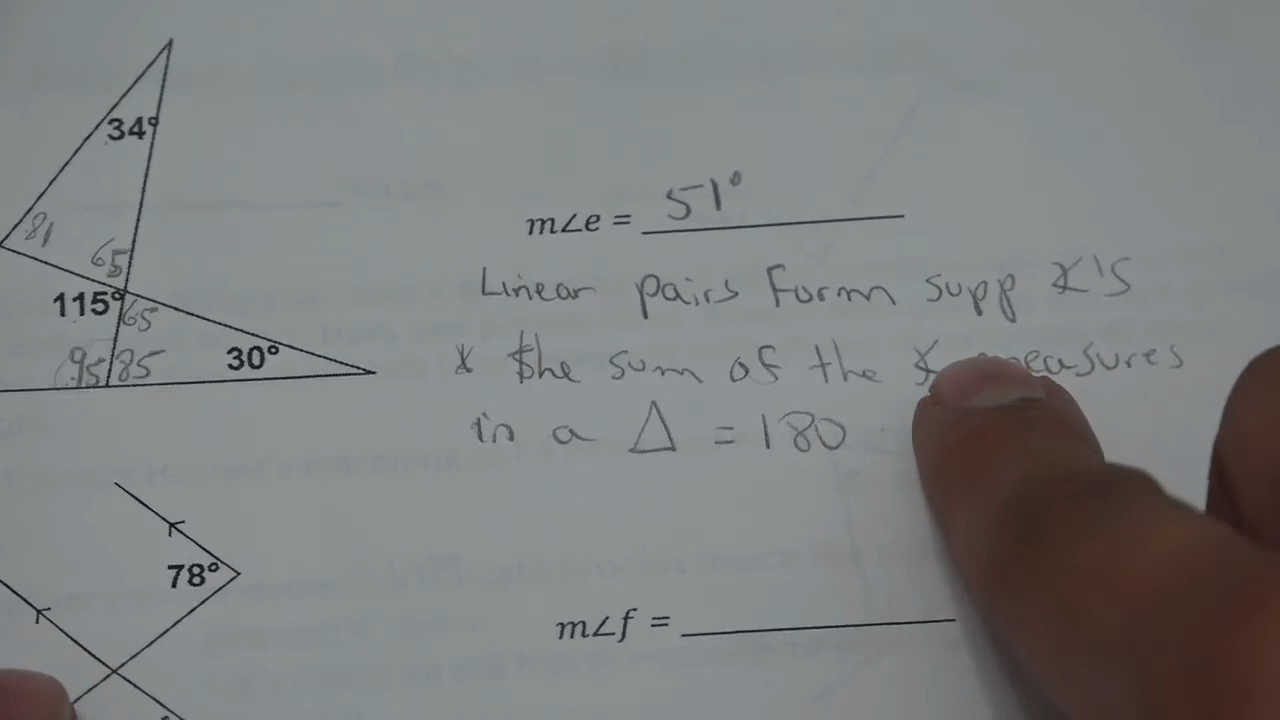 34°
81
65
115°
65
95
85
30°
m∠e = 51°
Linear pairs form supp ∡'s
* the sum of the ∡ measures
in a Δ = 180
78°
m∠f =